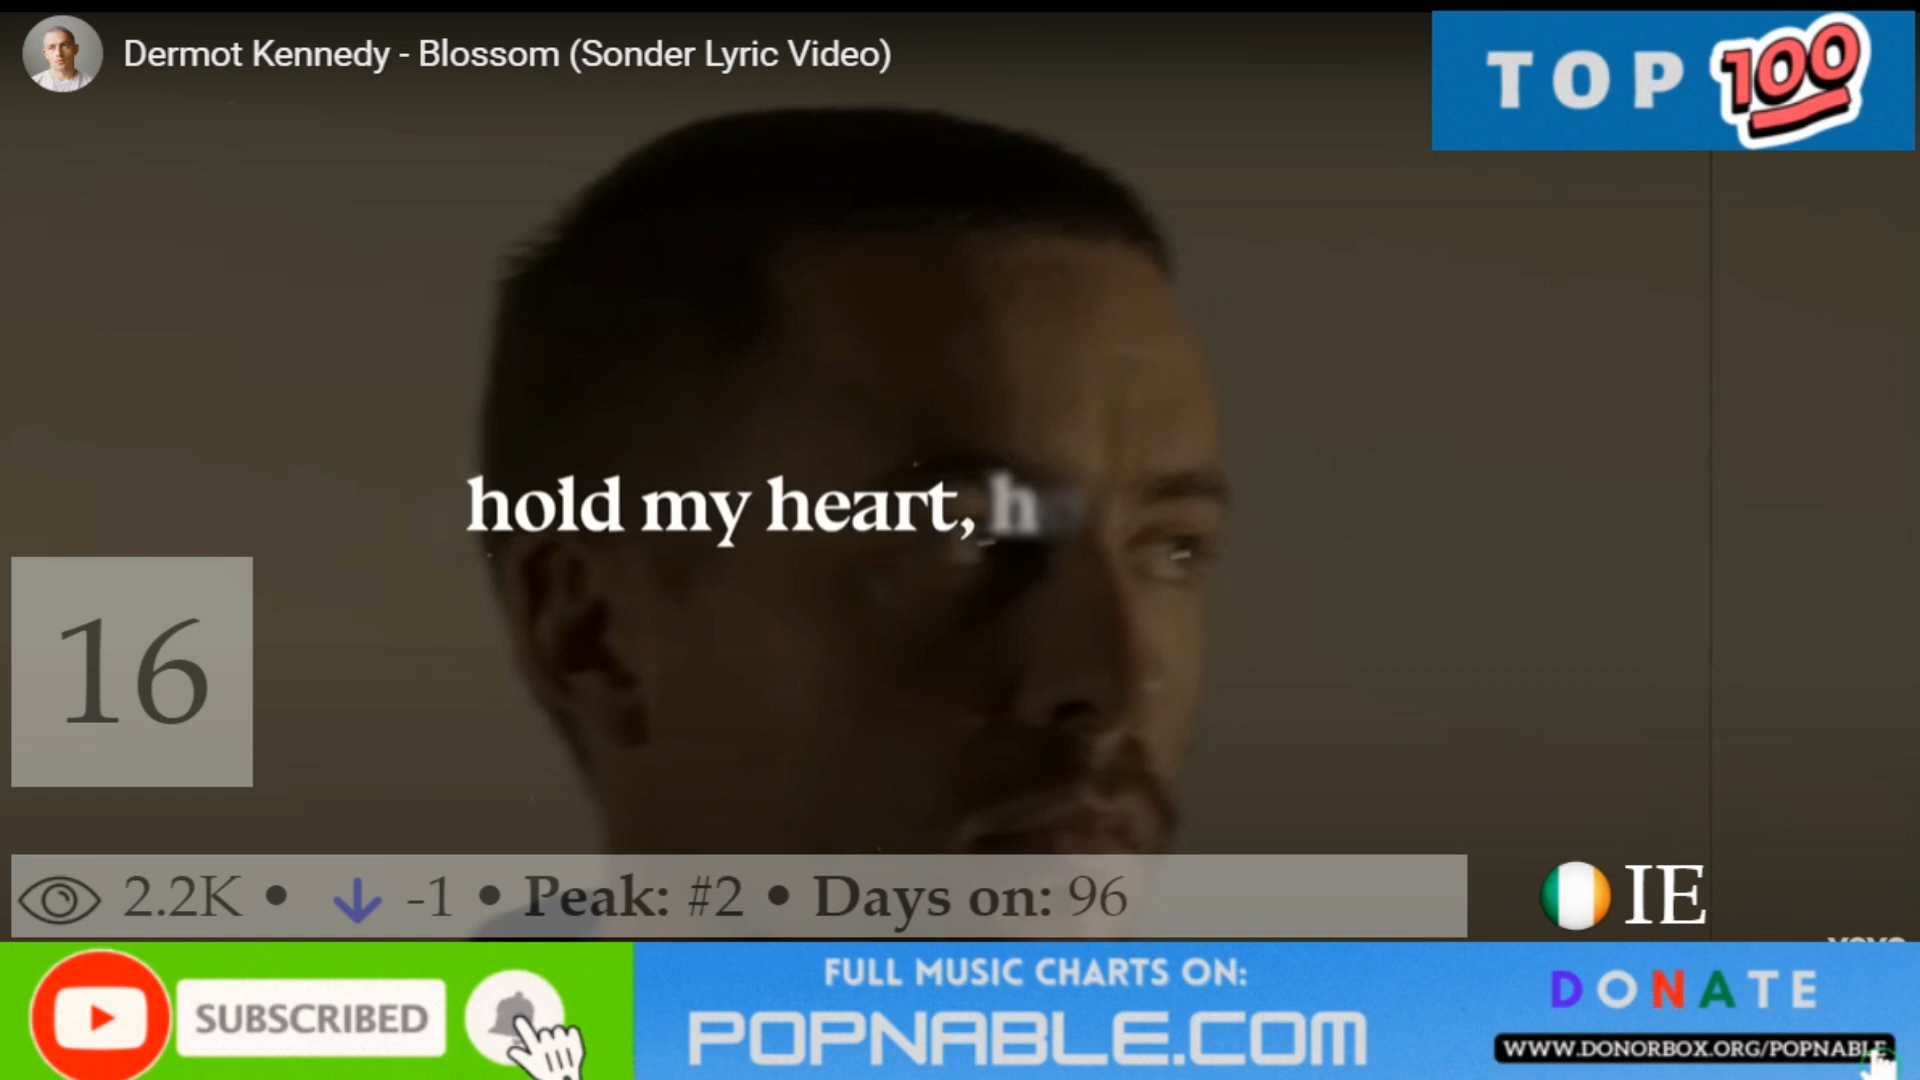 Dermot Kennedy - Blossom (Sonder Lyric Video)
TOP 100
hold my heart, h
16
2.2K • -1 • Peak: #2 • Days on: 96
IE
SUBSCRIBED
FULL MUSIC CHARTS ON:
POPNABLE.COM
DONATE
WWW.DONORBOX.ORG/POPNABLE